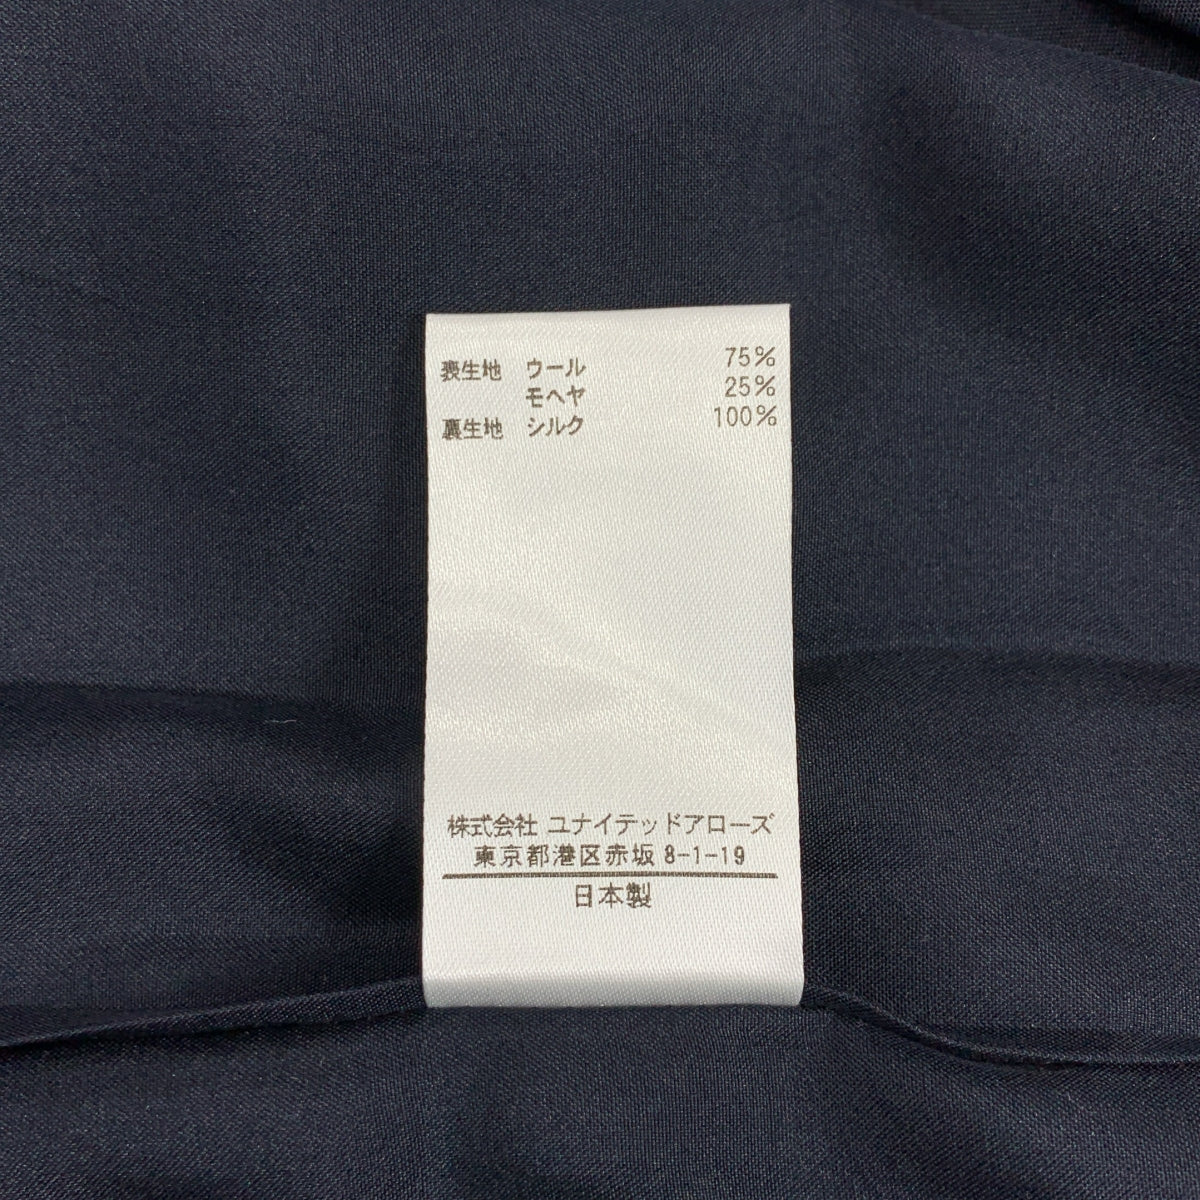 表生地 ウール 75%
モヘヤ 25%
裏生地 シルク 100%
株式会社 ユナイテッドアローズ
東京都港区赤坂 8-1-19
日本製